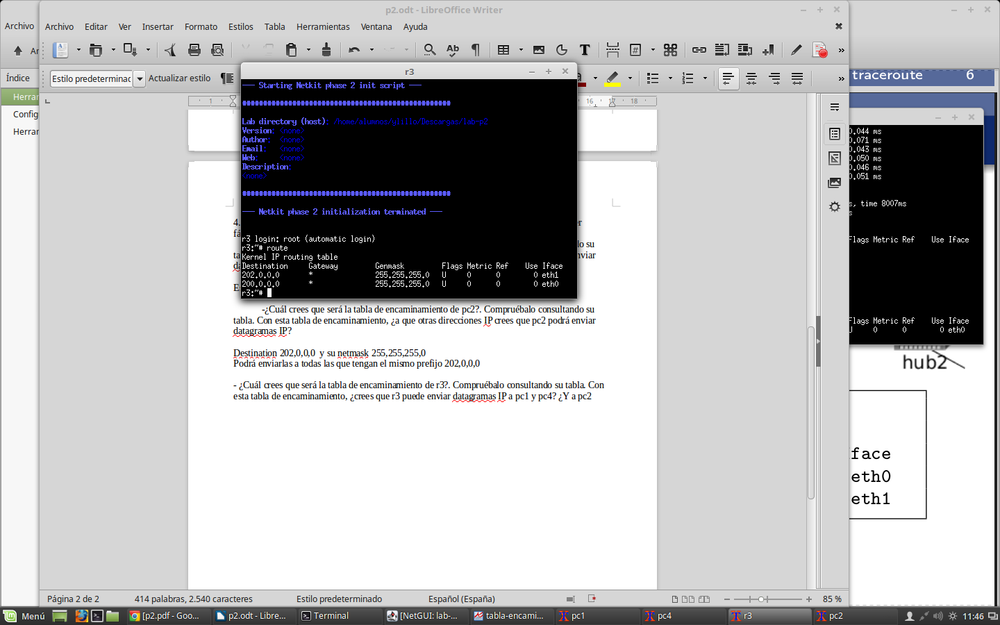 p2.odt - LibreOffice Writer
Archivo
Archivo Editar Ver Insertar Formato Estilos Tabla Herramientas Ventana Ayuda
Ar
Índice
Estilo predeterminac Actualizar estilo
Herrar
Config
Herrar
traceroute 6
1 16 17 18
r3
--- Starting Netkit phase 2 init script ---
Lab directory (host): /home/alumnos/ylillo/Descargas/lab-p2
Version: <none>
Author: <none>
Email: <none>
Web: <none>
Description:
<none>
--- Netkit phase 2 initialization terminated ---
r3 login: root (automatic login)
r3:~# route
Kernel IP routing table
Destination Gateway Genmask Flags Metric Ref Use Iface
202.0.0.0 * 255.255.255.0 U 0 0 0 eth1
200.0.0.0 * 255.255.255.0 U 0 0 0 eth0
r3:~#
0.044 ms
0.071 ms
0.043 ms
0.050 ms
0.046 ms
0.051 ms
s, time 8007ms
s
Flags Metric Ref Use Iface
Flags Metric Ref Use Iface
U 0 0 0 eth0
4.
er
fá
do su
ta
nviar
da
E
-¿Cuál crees que será la tabla de encaminamiento de pc2?. Compruébalo consultando su
tabla. Con esta tabla de encaminamiento, ¿a que otras direcciones IP crees que pc2 podrá enviar
datagramas IP?
Destination 202,0,0,0 y su netmask 255,255,255,0
Podrá enviarlas a todas las que tengan el mismo prefijo 202,0,0,0
- ¿Cuál crees que será la tabla de encaminamiento de r3?. Compruébalo consultando su tabla. Con
esta tabla de encaminamiento, ¿crees que r3 puede enviar datagramas IP a pc1 y pc4? ¿Y a pc2
hub2
face
eth0
eth1
Página 2 de 2 414 palabras, 2.540 caracteres Estilo predeterminado Español (España) 85 %
Menú [p2.pdf - Goo... p2.odt - Libre... Terminal [NetGUI: lab-... tabla-encami... pc1 pc4 r3 pc2 11:46